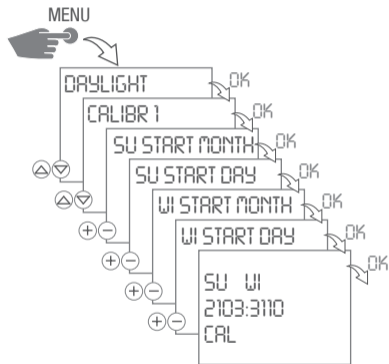 MENU
DAYLIGHT
OK
CALIBR 1
OK
SU START MONTH
OK
SU START DAY
OK
WI START MONTH
OK
WI START DAY
OK
SU WI
2103:3110
CAL
OK